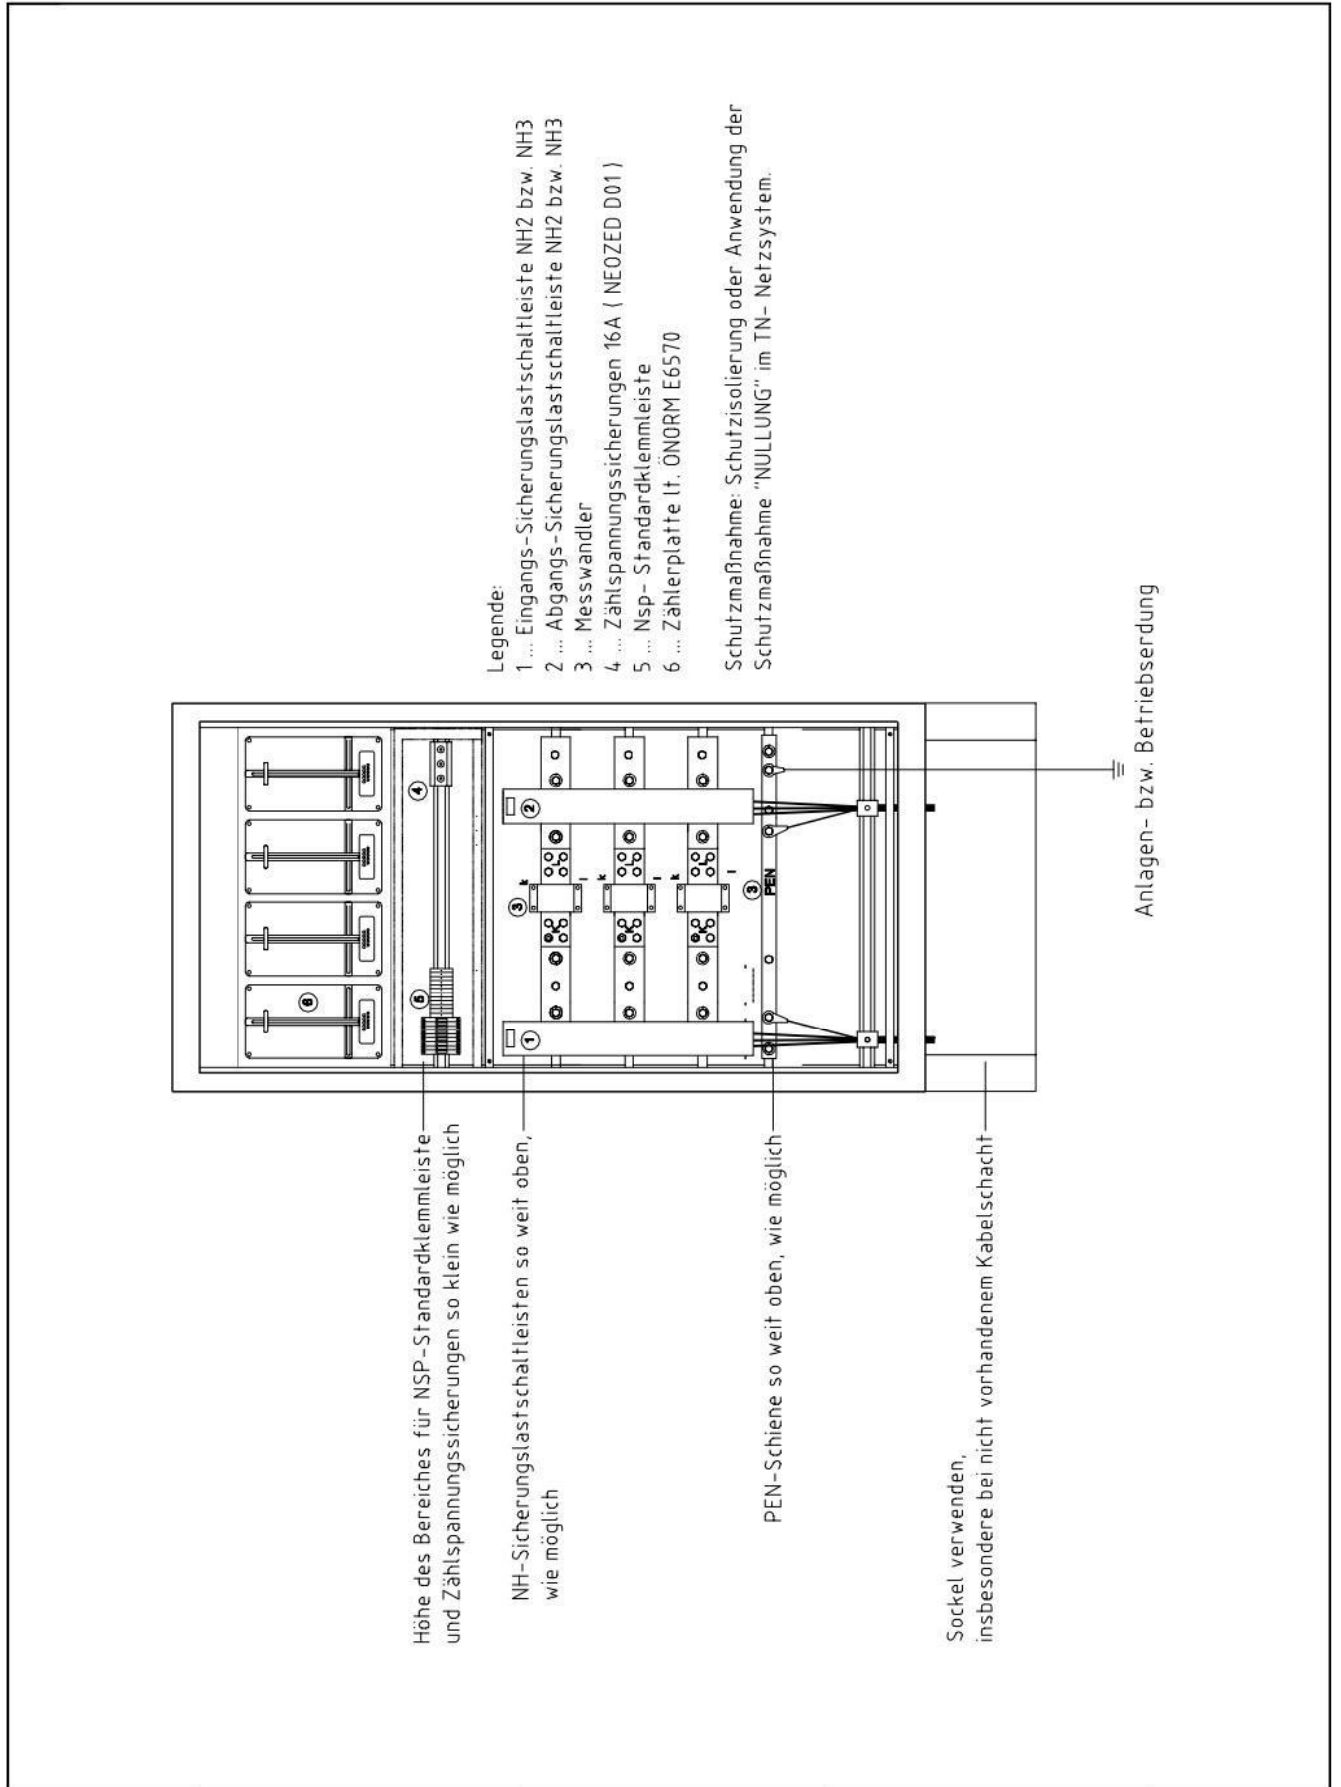 Höhe des Bereiches für NSP-Standardklemmleiste
und Zählspannungssicherungen so klein wie möglich
NH-Sicherungslastschaltleisten so weit oben,
wie möglich
PEN-Schiene so weit oben, wie möglich
Sockel verwenden,
insbesondere bei nicht vorhandenem Kabelschacht
6
5
4
1
2
3
k
l
K
L
k
l
K
L
k
l
K
L
3
PEN
Legende:
1 ... Eingangs-Sicherungslastschaltleiste NH2 bzw. NH3
2 ... Abgangs-Sicherungslastschaltleiste NH2 bzw. NH3
3 ... Messwandler
4 ... Zählspannungssicherungen 16A ( NEOZED D01 )
5 ... Nsp- Standardklemmleiste
6 ... Zählerplatte lt. ÖNORM E6570
Schutzmaßnahme: Schutzisolierung oder Anwendung der
Schutzmaßnahme "NULLUNG" im TN- Netzsystem.
Anlagen- bzw. Betriebserdung